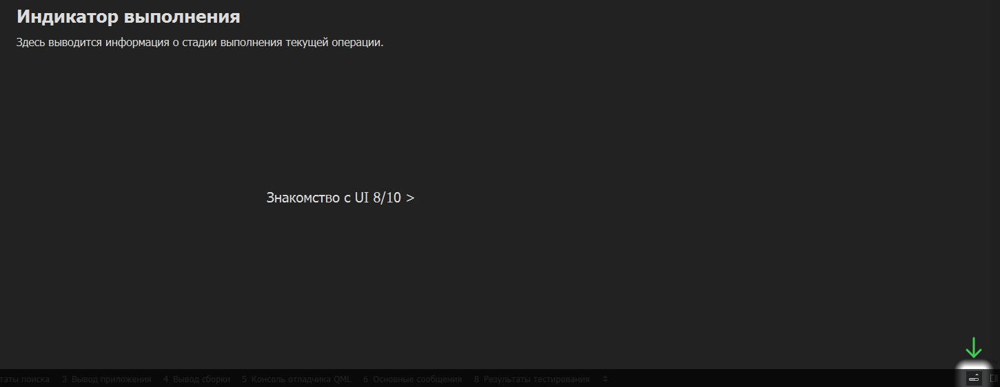 Индикатор выполнения
Здесь выводится информация о стадии выполнения текущей операции.
Знакомство с UI 8/10 >
таты поиска 3 Вывод приложения 4 Вывод сборки 5 Консоль отладчика QML 6 Основные сообщения 8 Результаты тестирования